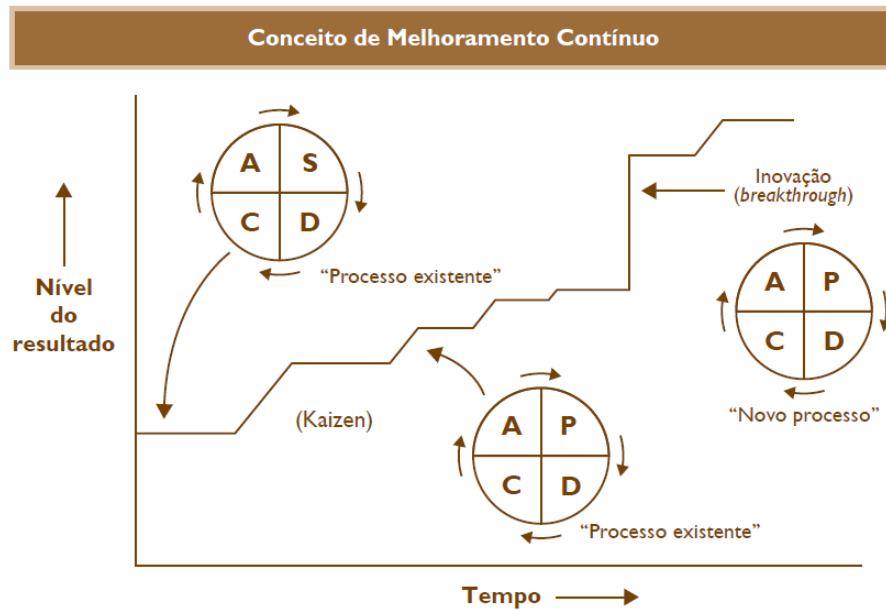 Conceito de Melhoramento Contínuo
A S
C D
"Processo existente"
Inovação
(breakthrough)
Nível
do
resultado
A P
C D
"Novo processo"
(Kaizen)
A P
C D
"Processo existente"
Tempo